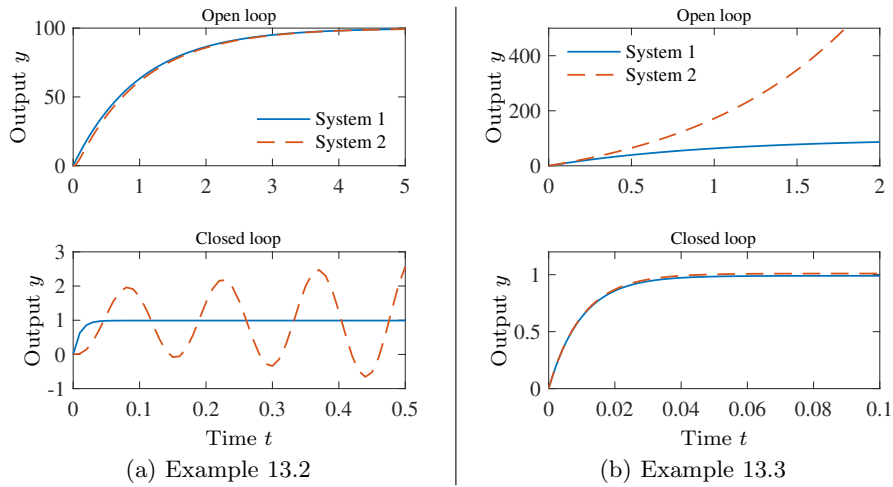 Open loop
100
50
0
Output y
System 1
System 2
0 1 2 3 4 5
Closed loop
3
2
1
0
-1
Output y
0 0.1 0.2 0.3 0.4 0.5
Time t
(a) Example 13.2
Open loop
400
200
0
Output y
System 1
System 2
0 0.5 1 1.5 2
Closed loop
1
0.5
0
Output y
0 0.02 0.04 0.06 0.08 0.1
Time t
(b) Example 13.3